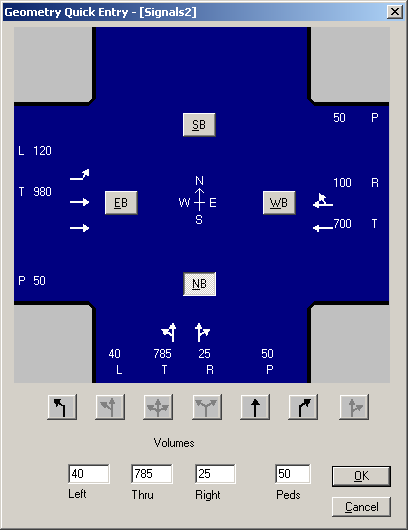 Geometry Quick Entry - [Signals2]
SB
50 P
L 120
100 R
T 980
N
EB W E WB
S
700 T
P 50
NB
40 785 25 50
L T R P
Volumes
40 785 25 50
OK
Left Thru Right Peds
Cancel